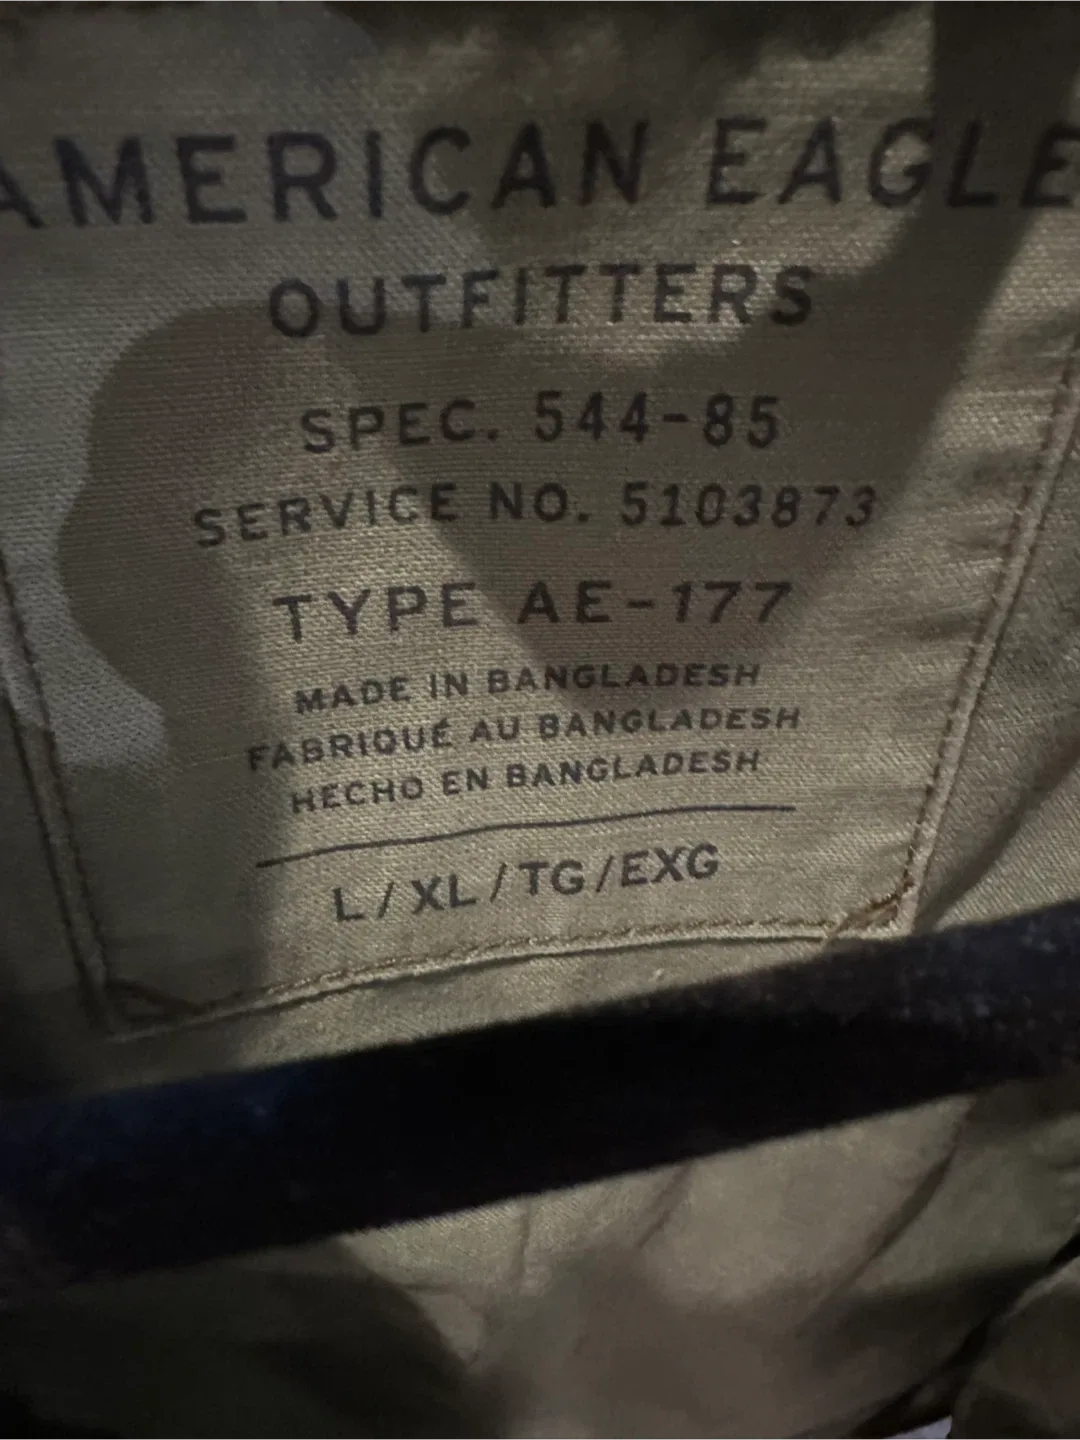 AMERICAN EAGLE
OUTFITTERS
SPEC. 544-85
SERVICE NO. 5103873
TYPE AE-177
MADE IN BANGLADESH
FABRIQUÉ AU BANGLADESH
HECHO EN BANGLADESH
L/XL/TG/EXG